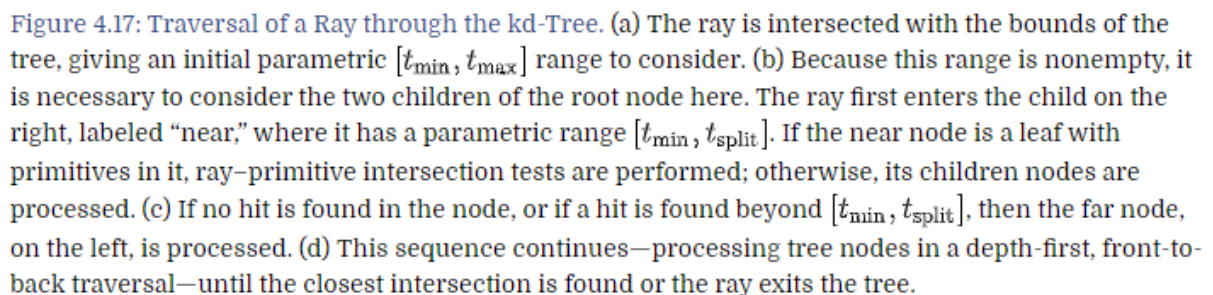 Figure 4.17: Traversal of a Ray through the kd-Tree. (a) The ray is intersected with the bounds of the
tree, giving an initial parametric [t_min, t_max] range to consider. (b) Because this range is nonempty, it
is necessary to consider the two children of the root node here. The ray first enters the child on the
right, labeled “near,” where it has a parametric range [t_min, t_split]. If the near node is a leaf with
primitives in it, ray–primitive intersection tests are performed; otherwise, its children nodes are
processed. (c) If no hit is found in the node, or if a hit is found beyond [t_min, t_split], then the far node,
on the left, is processed. (d) This sequence continues—processing tree nodes in a depth-first, front-to-
back traversal—until the closest intersection is found or the ray exits the tree.